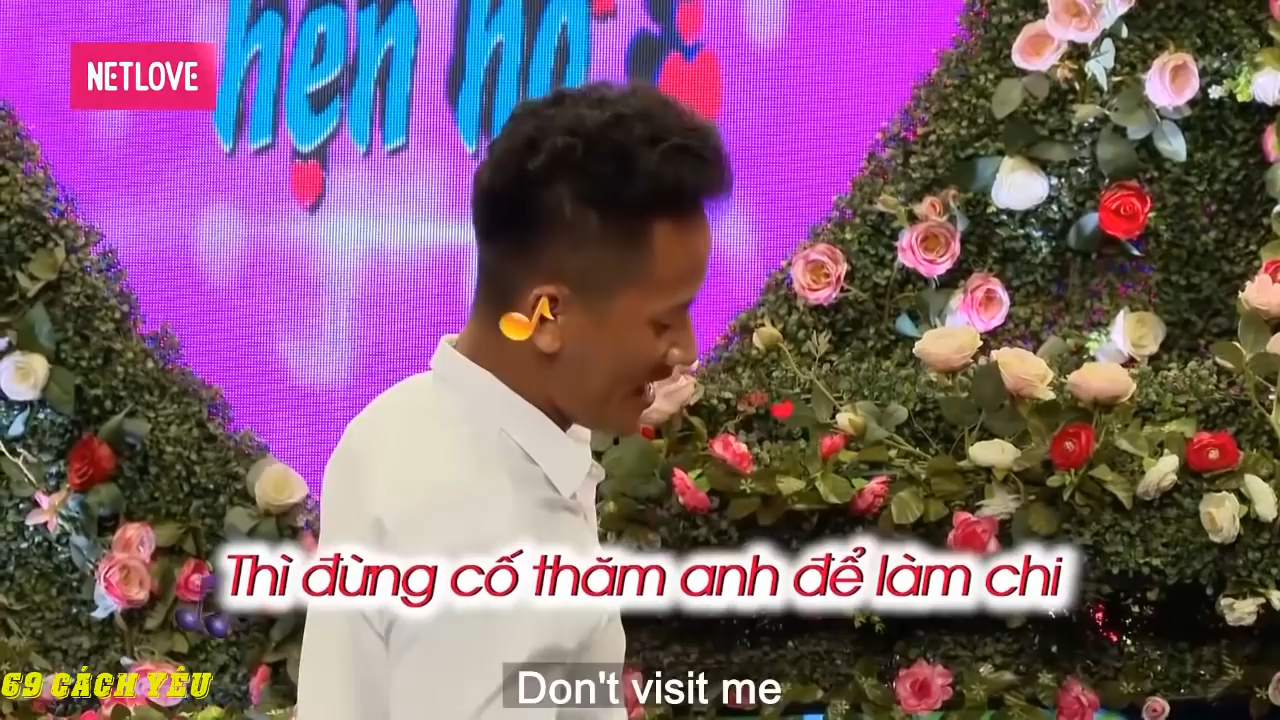 hẹn hò
NETLOVE
Thì đừng cố thăm anh để làm chi
69 CÁCH YÊU
Don't visit me